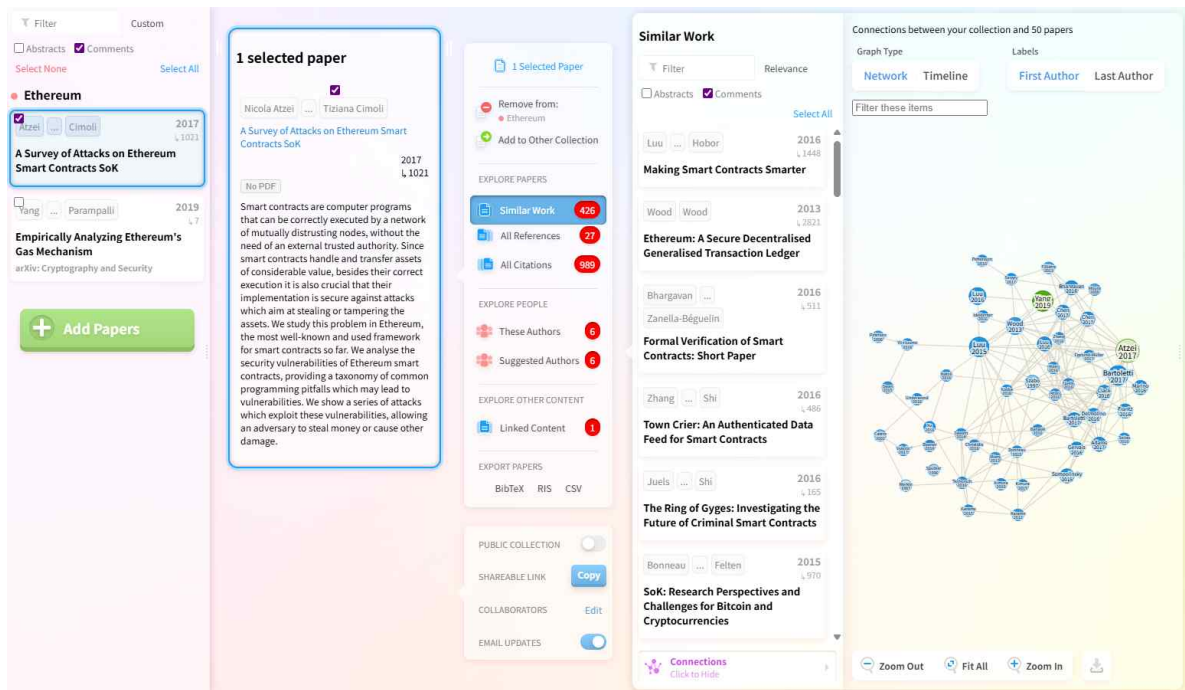 Filter
Custom
Abstracts
Comments
Select None
Select All
Ethereum
Atzei ... Cimoli
2017
1021
A Survey of Attacks on Ethereum
Smart Contracts SoK
Yang ... Parampalli
2019
7
Empirically Analyzing Ethereum's
Gas Mechanism
arXiv: Cryptography and Security
Add Papers
1 selected paper
Nicola Atzei ... Tiziana Cimoli
A Survey of Attacks on Ethereum Smart
Contracts SoK
2017
1021
No PDF
Smart contracts are computer programs
that can be correctly executed by a network
of mutually distrusting nodes, without the
need of an external trusted authority. Since
smart contracts handle and transfer assets
of considerable value, besides their correct
execution it is also crucial that their
implementation is secure against attacks
which aim at stealing or tampering the
assets. We study this problem in Ethereum,
the most well-known and used framework
for smart contracts so far. We analyse the
security vulnerabilities of Ethereum smart
contracts, providing a taxonomy of common
programming pitfalls which may lead to
vulnerabilities. We show a series of attacks
which exploit these vulnerabilities, allowing
an adversary to steal money or cause other
damage.
1 Selected Paper
Remove from:
Ethereum
Add to Other Collection
EXPLORE PAPERS
Similar Work 426
All References 27
All Citations 989
EXPLORE PEOPLE
These Authors 6
Suggested Authors 6
EXPLORE OTHER CONTENT
Linked Content 1
EXPORT PAPERS
BibTeX RIS CSV
PUBLIC COLLECTION
SHAREABLE LINK Copy
COLLABORATORS Edit
EMAIL UPDATES
Similar Work
Filter
Relevance
Abstracts
Comments
Select All
Luu ... Hobor
2016
1448
Making Smart Contracts Smarter
Wood Wood
2013
2821
Ethereum: A Secure Decentralised
Generalised Transaction Ledger
Bhargavan ...
2016
511
Zanella-Béguelin
Formal Verification of Smart
Contracts: Short Paper
Zhang ... Shi
2016
486
Town Crier: An Authenticated Data
Feed for Smart Contracts
Juels ... Shi
2016
165
The Ring of Gyges: Investigating the
Future of Criminal Smart Contracts
Bonneau ... Felten
2015
970
SoK: Research Perspectives and
Challenges for Bitcoin and
Cryptocurrencies
Connections
Click to Hide
Connections between your collection and 50 papers
Graph Type
Labels
Network Timeline
First Author Last Author
Filter these items
Yang
2019
Luu
2016
Wood
2013
Luu
2015
Atzei
2017
Bartoletti
2017
Szabo
1997
Zoom Out
Fit All
Zoom In